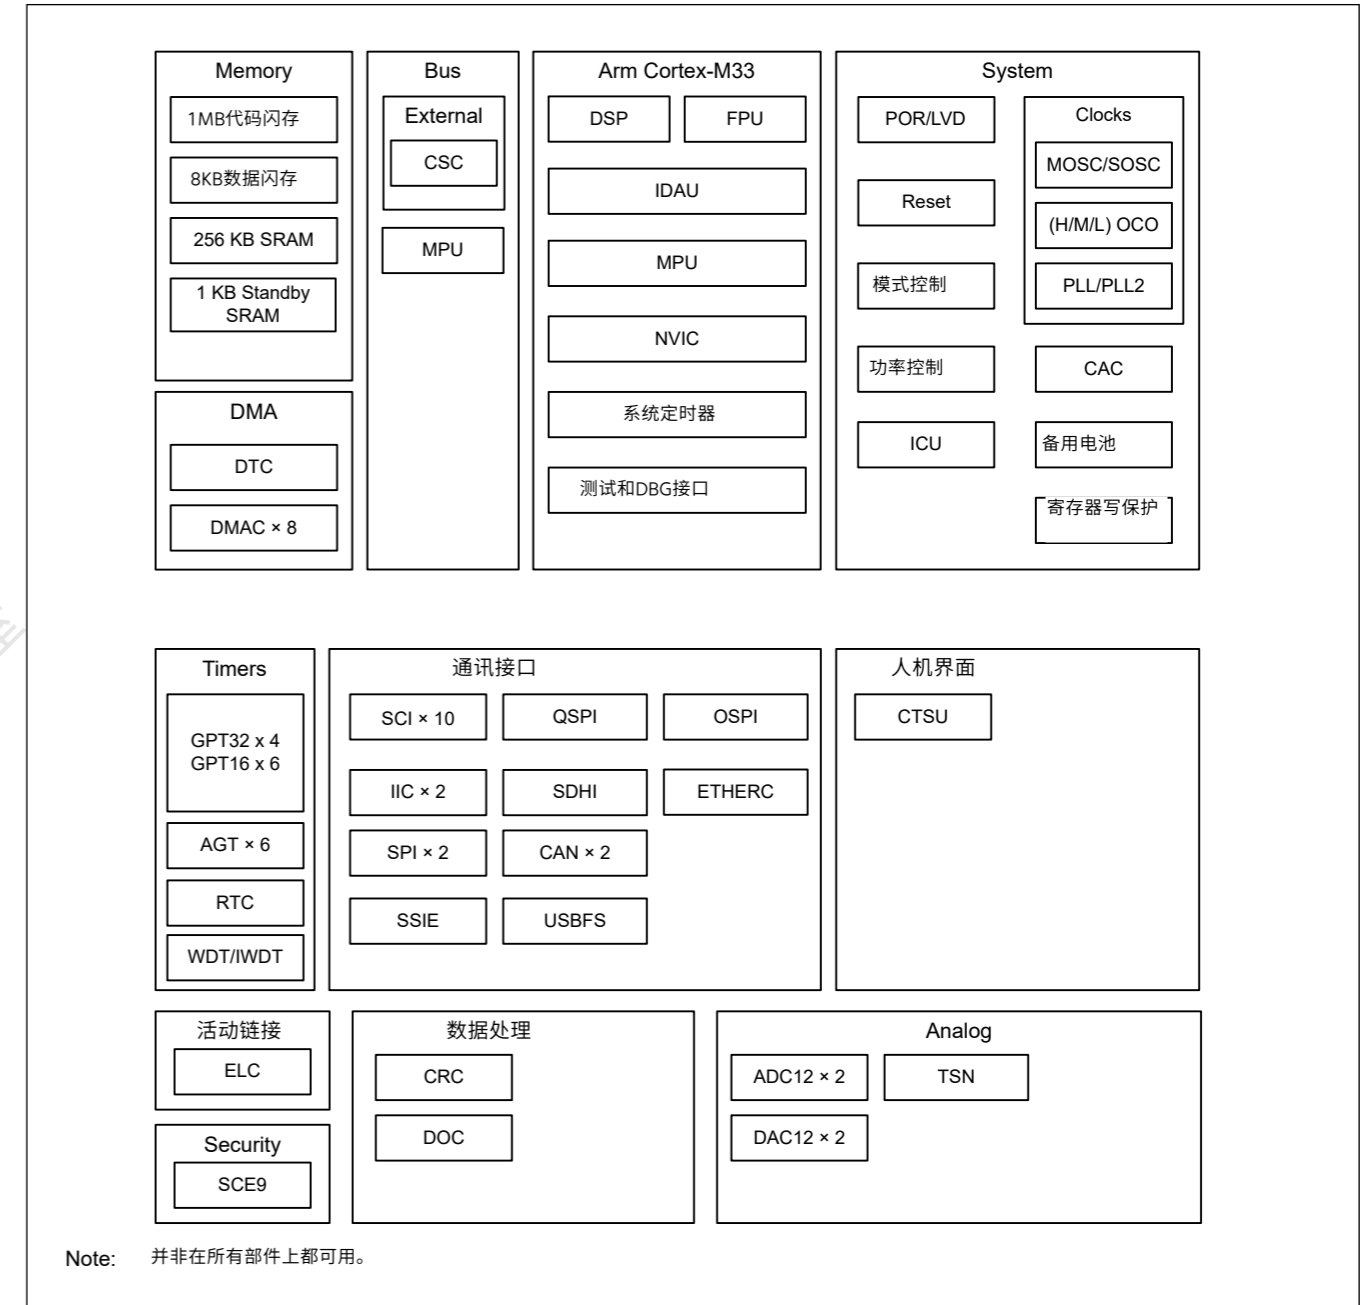 Memory
1MB代码闪存
8KB数据闪存
256 KB SRAM
1 KB Standby
SRAM
DMA
DTC
DMAC × 8
Bus
External
CSC
MPU
Arm Cortex-M33
DSP
FPU
IDAU
MPU
NVIC
系统定时器
测试和DBG接口
System
POR/LVD
Reset
模式控制
功率控制
ICU
Clocks
MOSC/SOSC
(H/M/L) OCO
PLL/PLL2
CAC
备用电池
寄存器写保护
Timers
GPT32 x 4
GPT16 x 6
AGT × 6
RTC
WDT/IWDT
通讯接口
SCI × 10
QSPI
OSPI
IIC × 2
SDHI
ETHERC
SPI × 2
CAN × 2
SSIE
USBFS
人机界面
CTSU
活动链接
ELC
Security
SCE9
数据处理
CRC
DOC
Analog
ADC12 × 2
TSN
DAC12 × 2
Note: 并非在所有部件上都可用。